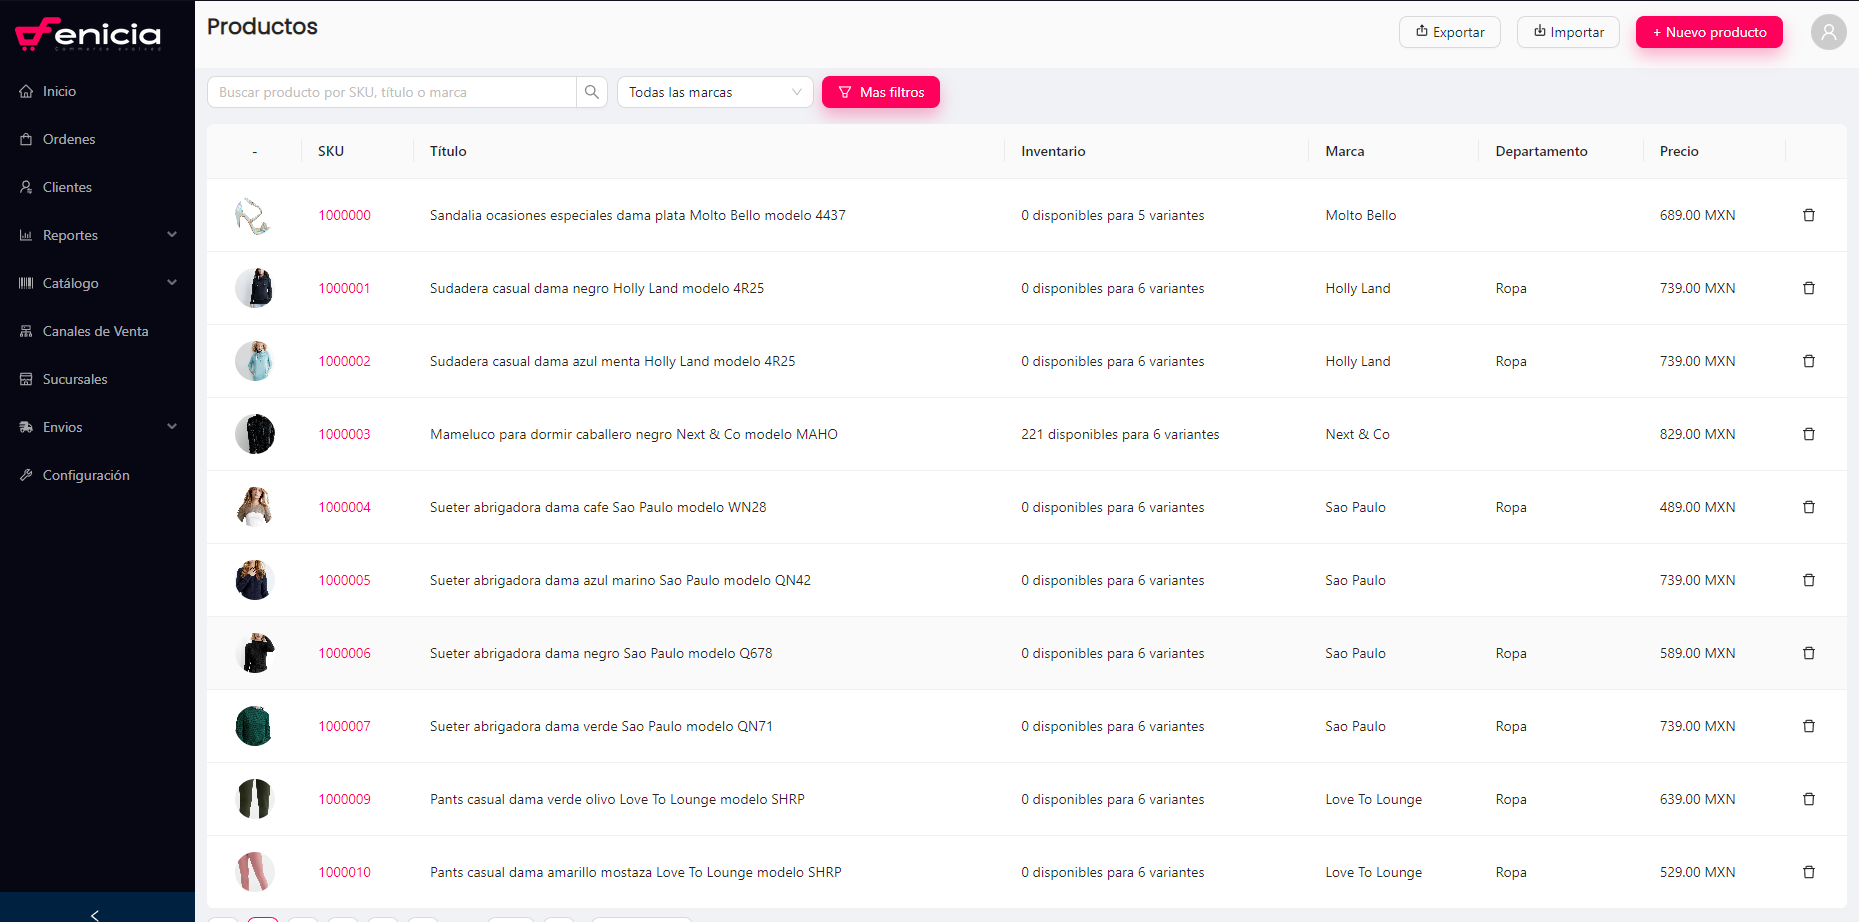 enicia
Commerce evolved
Productos
Exportar
Importar
+ Nuevo producto
Inicio
Ordenes
Clientes
Reportes
Catálogo
Canales de Venta
Sucursales
Envios
Configuración
Buscar producto por SKU, título o marca
Todas las marcas
Mas filtros
- SKU Título Inventario Marca Departamento Precio
1000000 Sandalia ocasiones especiales dama plata Molto Bello modelo 4437 0 disponibles para 5 variantes Molto Bello 689.00 MXN
1000001 Sudadera casual dama negro Holly Land modelo 4R25 0 disponibles para 6 variantes Holly Land Ropa 739.00 MXN
1000002 Sudadera casual dama azul menta Holly Land modelo 4R25 0 disponibles para 6 variantes Holly Land Ropa 739.00 MXN
1000003 Mameluco para dormir caballero negro Next & Co modelo MAHO 221 disponibles para 6 variantes Next & Co 829.00 MXN
1000004 Sueter abrigadora dama cafe Sao Paulo modelo WN28 0 disponibles para 6 variantes Sao Paulo Ropa 489.00 MXN
1000005 Sueter abrigadora dama azul marino Sao Paulo modelo QN42 0 disponibles para 6 variantes Sao Paulo 739.00 MXN
1000006 Sueter abrigadora dama negro Sao Paulo modelo Q678 0 disponibles para 6 variantes Sao Paulo Ropa 589.00 MXN
1000007 Sueter abrigadora dama verde Sao Paulo modelo QN71 0 disponibles para 6 variantes Sao Paulo Ropa 739.00 MXN
1000009 Pants casual dama verde olivo Love To Lounge modelo SHRP 0 disponibles para 6 variantes Love To Lounge Ropa 639.00 MXN
1000010 Pants casual dama amarillo mostaza Love To Lounge modelo SHRP 0 disponibles para 6 variantes Love To Lounge Ropa 529.00 MXN